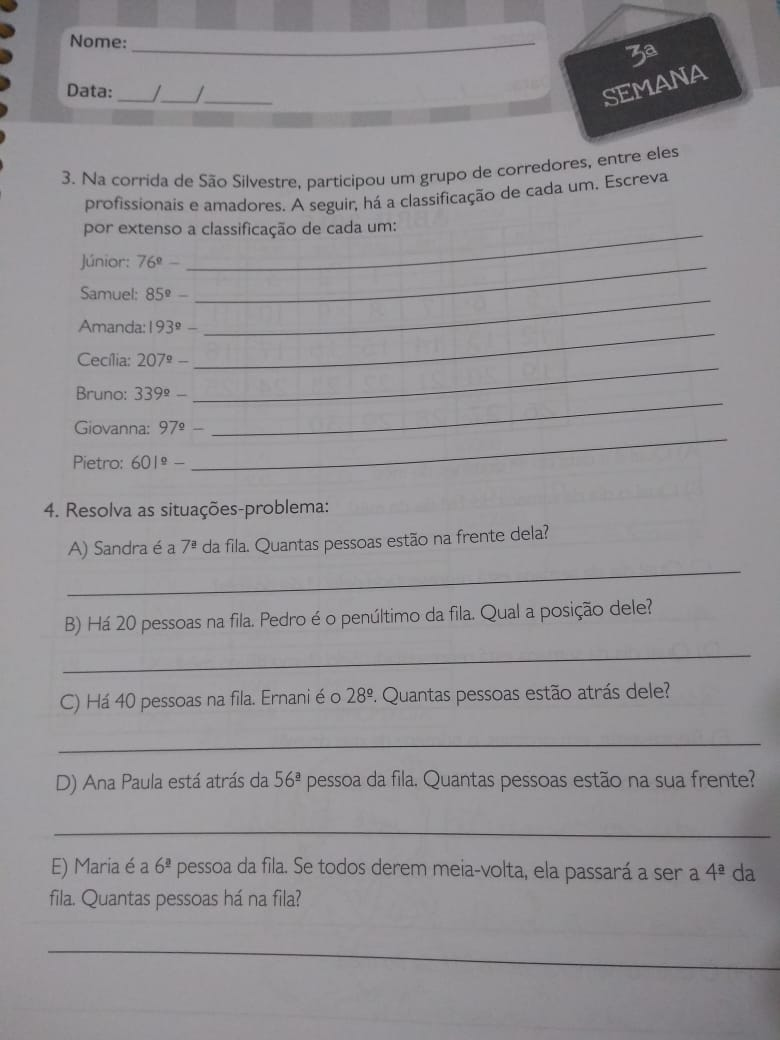 Nome:
3ª
SEMANA
Data: ___/___/______
3. Na corrida de São Silvestre, participou um grupo de corredores, entre eles
profissionais e amadores. A seguir, há a classificação de cada um. Escreva
por extenso a classificação de cada um:
Júnior: 76º –
Samuel: 85º –
Amanda: 193º –
Cecília: 207º –
Bruno: 339º –
Giovanna: 97º –
Pietro: 601º –
4. Resolva as situações-problema:
A) Sandra é a 7ª da fila. Quantas pessoas estão na frente dela?
B) Há 20 pessoas na fila. Pedro é o penúltimo da fila. Qual a posição dele?
C) Há 40 pessoas na fila. Ernani é o 28º. Quantas pessoas estão atrás dele?
D) Ana Paula está atrás da 56ª pessoa da fila. Quantas pessoas estão na sua frente?
E) Maria é a 6ª pessoa da fila. Se todos derem meia-volta, ela passará a ser a 4ª da
fila. Quantas pessoas há na fila?